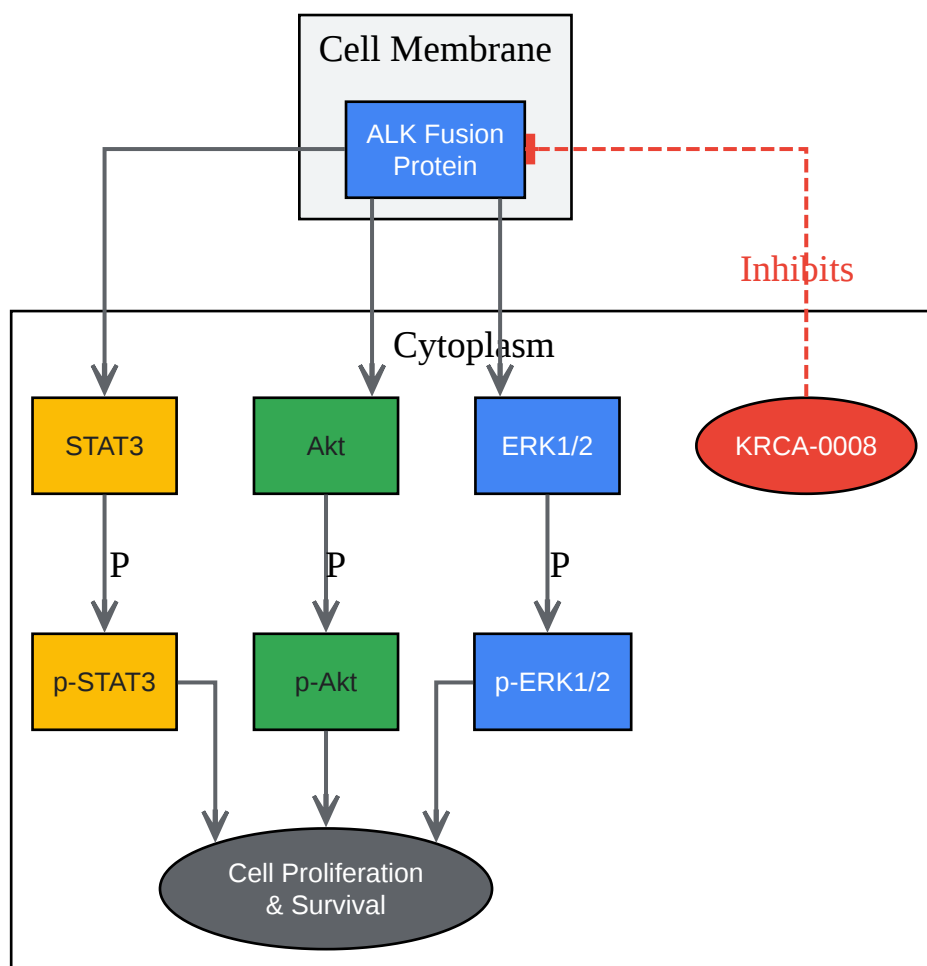 Cell Membrane
ALK Fusion
Protein
Inhibits
Cytoplasm
STAT3
Akt
ERK1/2
KRCA-0008
P
P
P
p-STAT3
p-Akt
p-ERK1/2
Cell Proliferation
& Survival